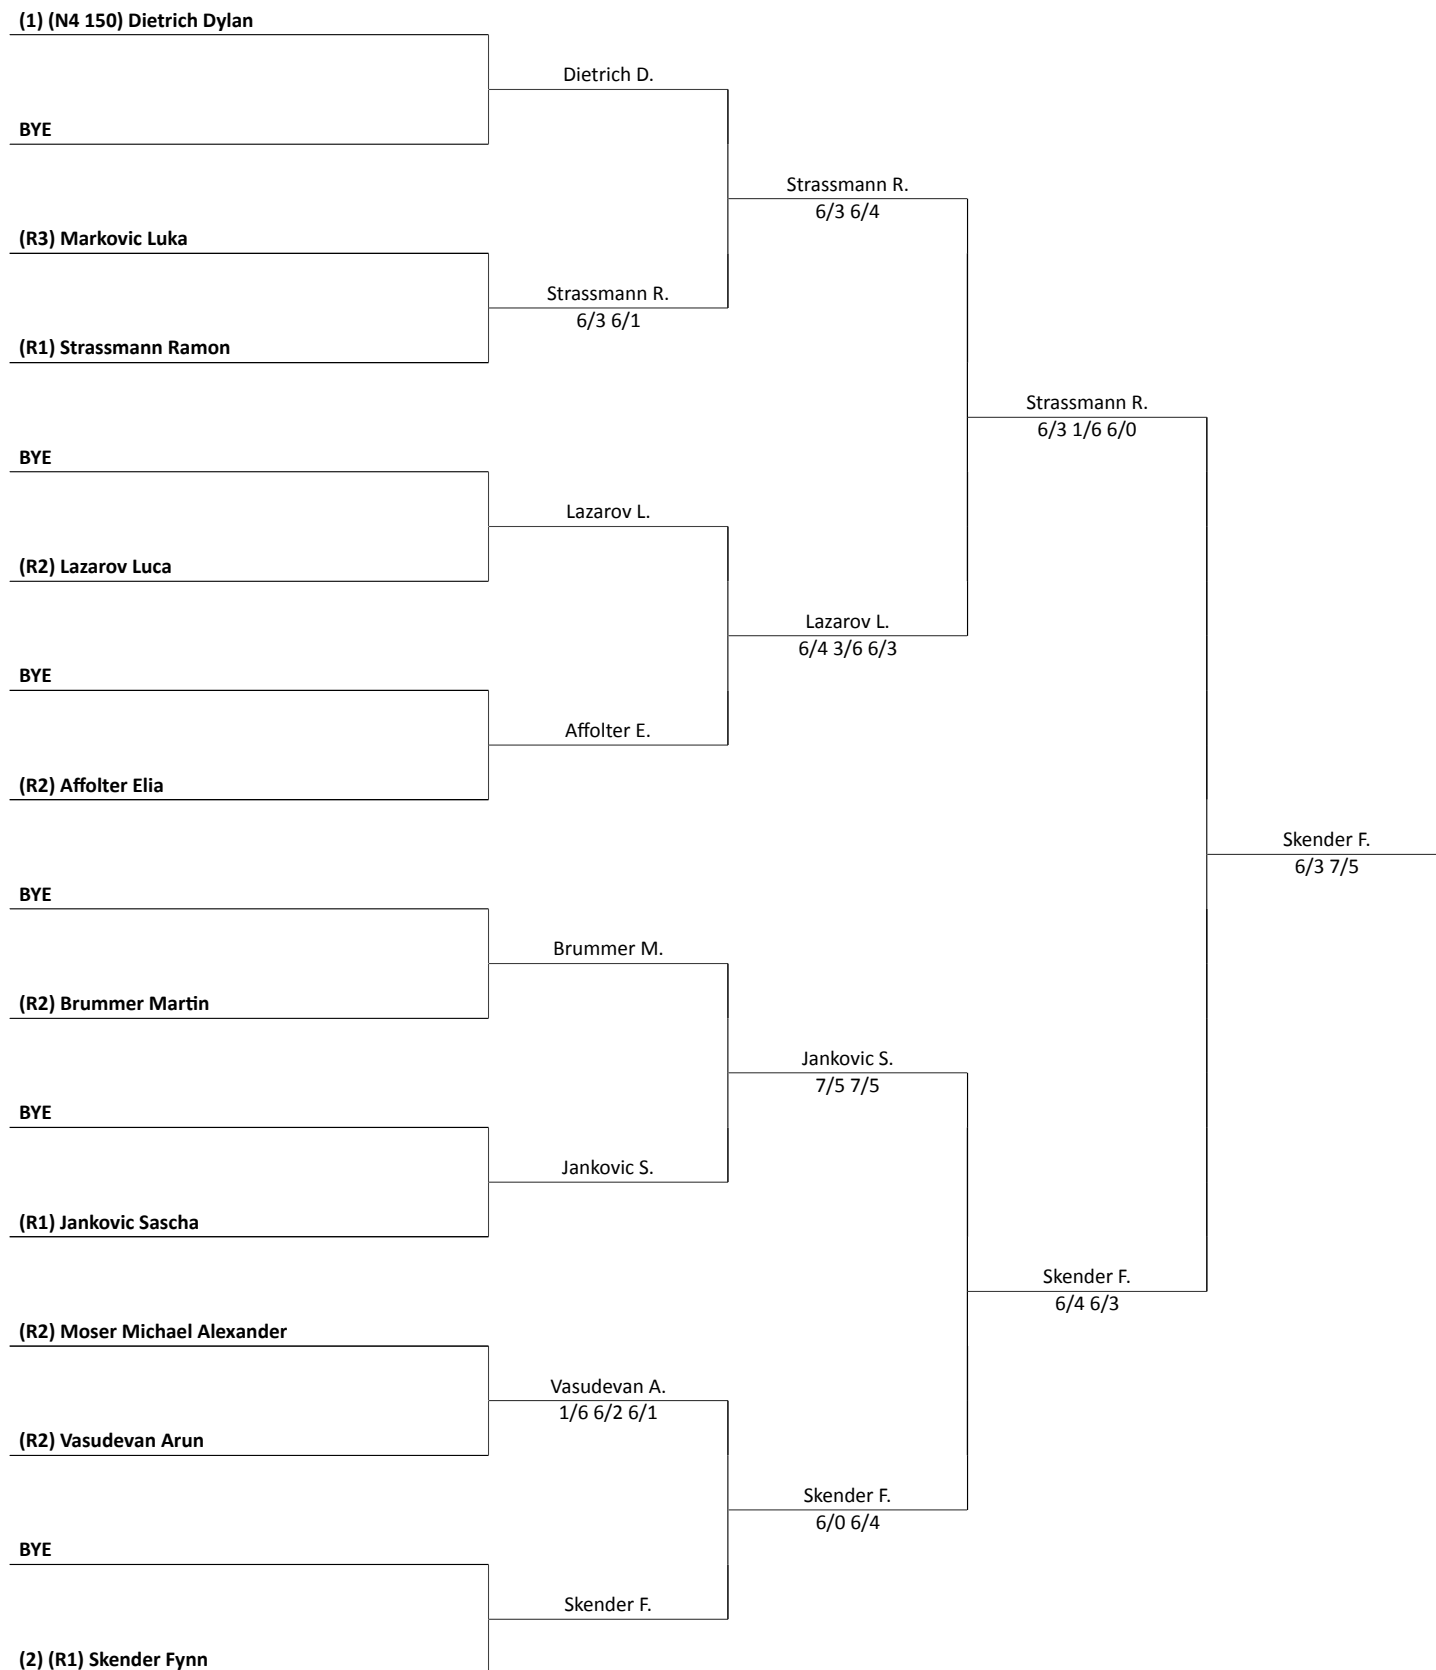 (1) (N4 150) Dietrich Dylan
Dietrich D.
BYE
Strassmann R.
6/3 6/4
(R3) Markovic Luka
Strassmann R.
6/3 6/1
(R1) Strassmann Ramon
Strassmann R.
6/3 1/6 6/0
BYE
Lazarov L.
(R2) Lazarov Luca
Lazarov L.
6/4 3/6 6/3
BYE
Affolter E.
(R2) Affolter Elia
Skender F.
6/3 7/5
BYE
Brummer M.
(R2) Brummer Martin
Jankovic S.
7/5 7/5
BYE
Jankovic S.
(R1) Jankovic Sascha
Skender F.
6/4 6/3
(R2) Moser Michael Alexander
Vasudevan A.
1/6 6/2 6/1
(R2) Vasudevan Arun
Skender F.
6/0 6/4
BYE
Skender F.
(2) (R1) Skender Fynn